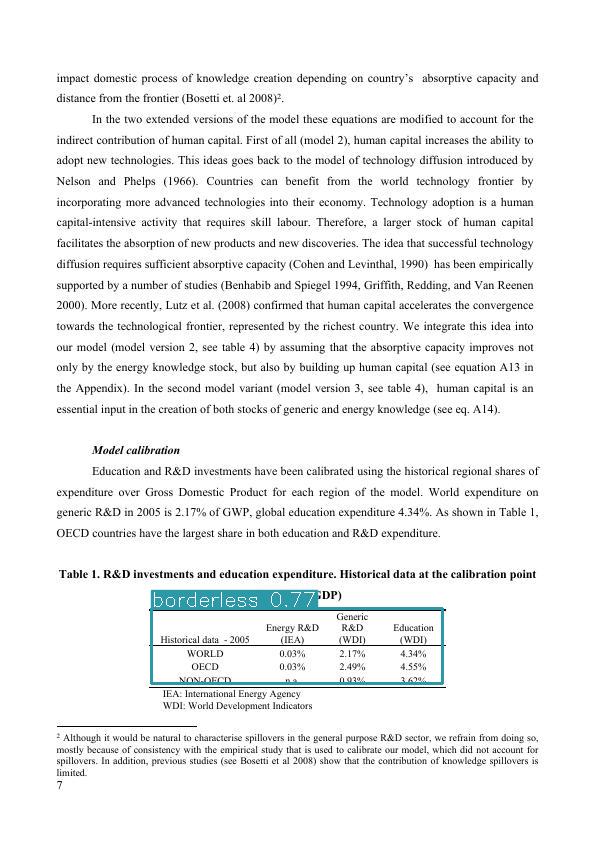 impact domestic process of knowledge creation depending on country's absorptive capacity and
distance from the frontier (Bosetti et. al 2008)².
In the two extended versions of the model these equations are modified to account for the
indirect contribution of human capital. First of all (model 2), human capital increases the ability to
adopt new technologies. This ideas goes back to the model of technology diffusion introduced by
Nelson and Phelps (1966). Countries can benefit from the world technology frontier by
incorporating more advanced technologies into their economy. Technology adoption is a human
capital-intensive activity that requires skill labour. Therefore, a larger stock of human capital
facilitates the absorption of new products and new discoveries. The idea that successful technology
diffusion requires sufficient absorptive capacity (Cohen and Levinthal, 1990) has been empirically
supported by a number of studies (Benhabib and Spiegel 1994, Griffith, Redding, and Van Reenen
2000). More recently, Lutz et al. (2008) confirmed that human capital accelerates the convergence
towards the technological frontier, represented by the richest country. We integrate this idea into
our model (model version 2, see table 4) by assuming that the absorptive capacity improves not
only by the energy knowledge stock, but also by building up human capital (see equation A13 in
the Appendix). In the second model variant (model version 3, see table 4), human capital is an
essential input in the creation of both stocks of generic and energy knowledge (see eq. A14).
Model calibration
Education and R&D investments have been calibrated using the historical regional shares of
expenditure over Gross Domestic Product for each region of the model. World expenditure on
generic R&D in 2005 is 2.17% of GWP, global education expenditure 4.34%. As shown in Table 1,
OECD countries have the largest share in both education and R&D expenditure.
Table 1. R&D investments and education expenditure. Historical data at the calibration point
borderless 0.77 GDP)
Historical data - 2005 Energy R&D (IEA) Generic R&D (WDI) Education (WDI)
WORLD 0.03% 2.17% 4.34%
OECD 0.03% 2.49% 4.55%
NON-OECD n.a. 0.93% 3.62%
IEA: International Energy Agency
WDI: World Development Indicators
² Although it would be natural to characterise spillovers in the general purpose R&D sector, we refrain from doing so,
mostly because of consistency with the empirical study that is used to calibrate our model, which did not account for
spillovers. In addition, previous studies (see Bosetti et al 2008) show that the contribution of knowledge spillovers is
limited.
7